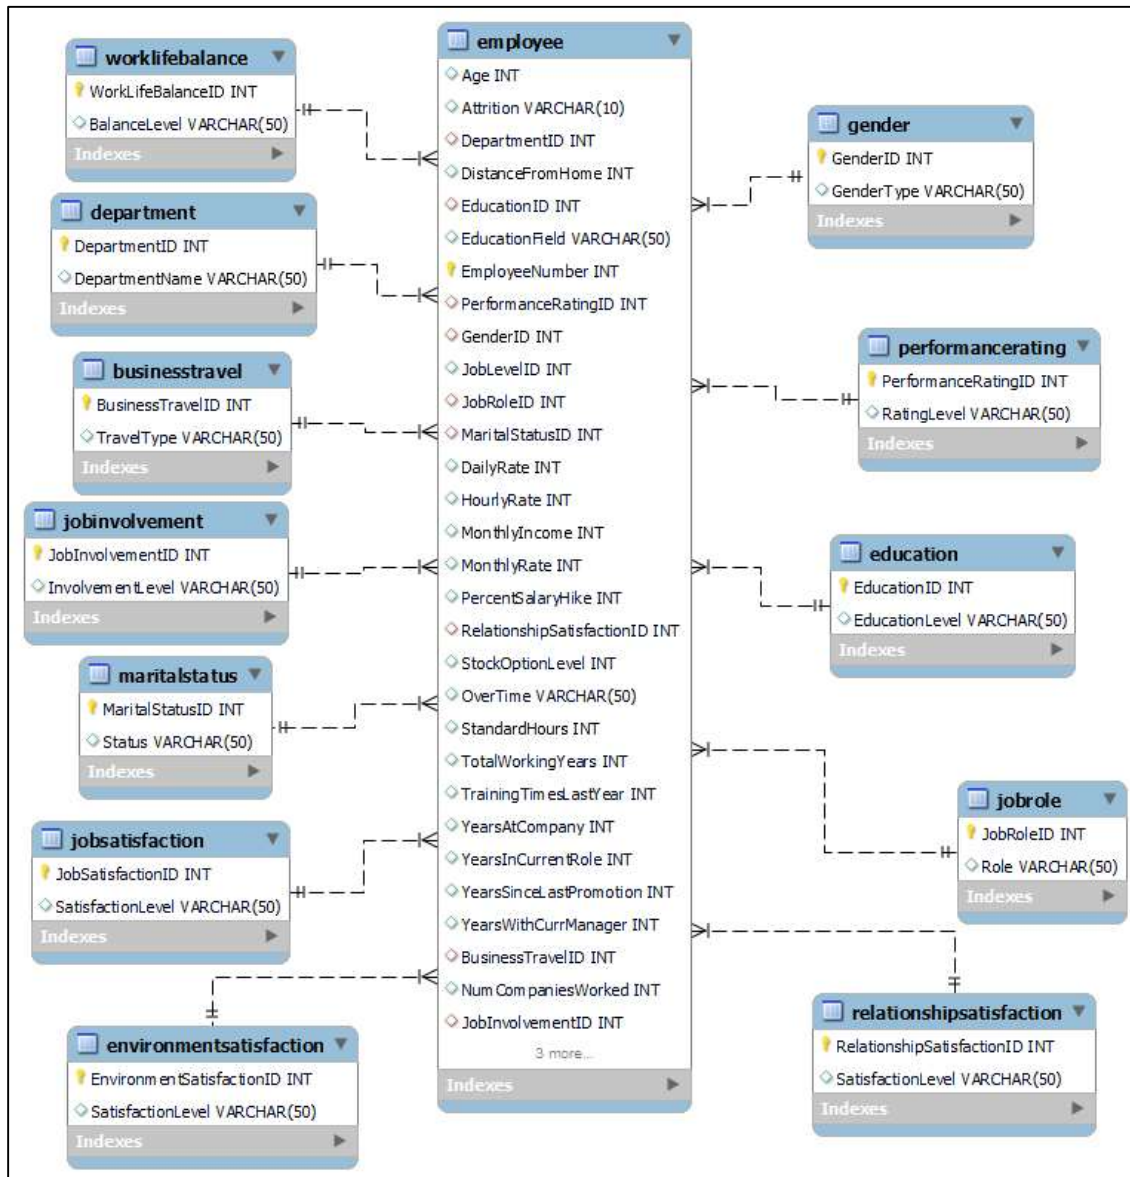 worklifebalance
WorkLifeBalanceID INT
BalanceLevel VARCHAR(50)
Indexes
department
DepartmentID INT
DepartmentName VARCHAR(50)
Indexes
businesstravel
BusinessTravelID INT
TravelType VARCHAR(50)
Indexes
jobinvolvement
JobInvolvementID INT
InvolvementLevel VARCHAR(50)
Indexes
maritalstatus
MaritalStatusID INT
Status VARCHAR(50)
Indexes
jobsatisfaction
JobSatisfactionID INT
SatisfactionLevel VARCHAR(50)
Indexes
environmentsatisfaction
EnvironmentSatisfactionID INT
SatisfactionLevel VARCHAR(50)
Indexes
employee
Age INT
Attrition VARCHAR(10)
DepartmentID INT
DistanceFromHome INT
EducationID INT
EducationField VARCHAR(50)
EmployeeNumber INT
PerformanceRatingID INT
GenderID INT
JobLevelID INT
JobRoleID INT
MaritalStatusID INT
DailyRate INT
HourlyRate INT
MonthlyIncome INT
MonthlyRate INT
PercentSalaryHike INT
RelationshipSatisfactionID INT
StockOptionLevel INT
OverTime VARCHAR(50)
StandardHours INT
TotalWorkingYears INT
TrainingTimesLastYear INT
YearsAtCompany INT
YearsInCurrentRole INT
YearsSinceLastPromotion INT
YearsWithCurrManager INT
BusinessTravelID INT
NumCompaniesWorked INT
JobInvolvementID INT
3 more...
Indexes
gender
GenderID INT
GenderType VARCHAR(50)
Indexes
performancerating
PerformanceRatingID INT
RatingLevel VARCHAR(50)
Indexes
education
EducationID INT
EducationLevel VARCHAR(50)
Indexes
jobrole
JobRoleID INT
Role VARCHAR(50)
Indexes
relationshipsatisfaction
RelationshipSatisfactionID INT
SatisfactionLevel VARCHAR(50)
Indexes